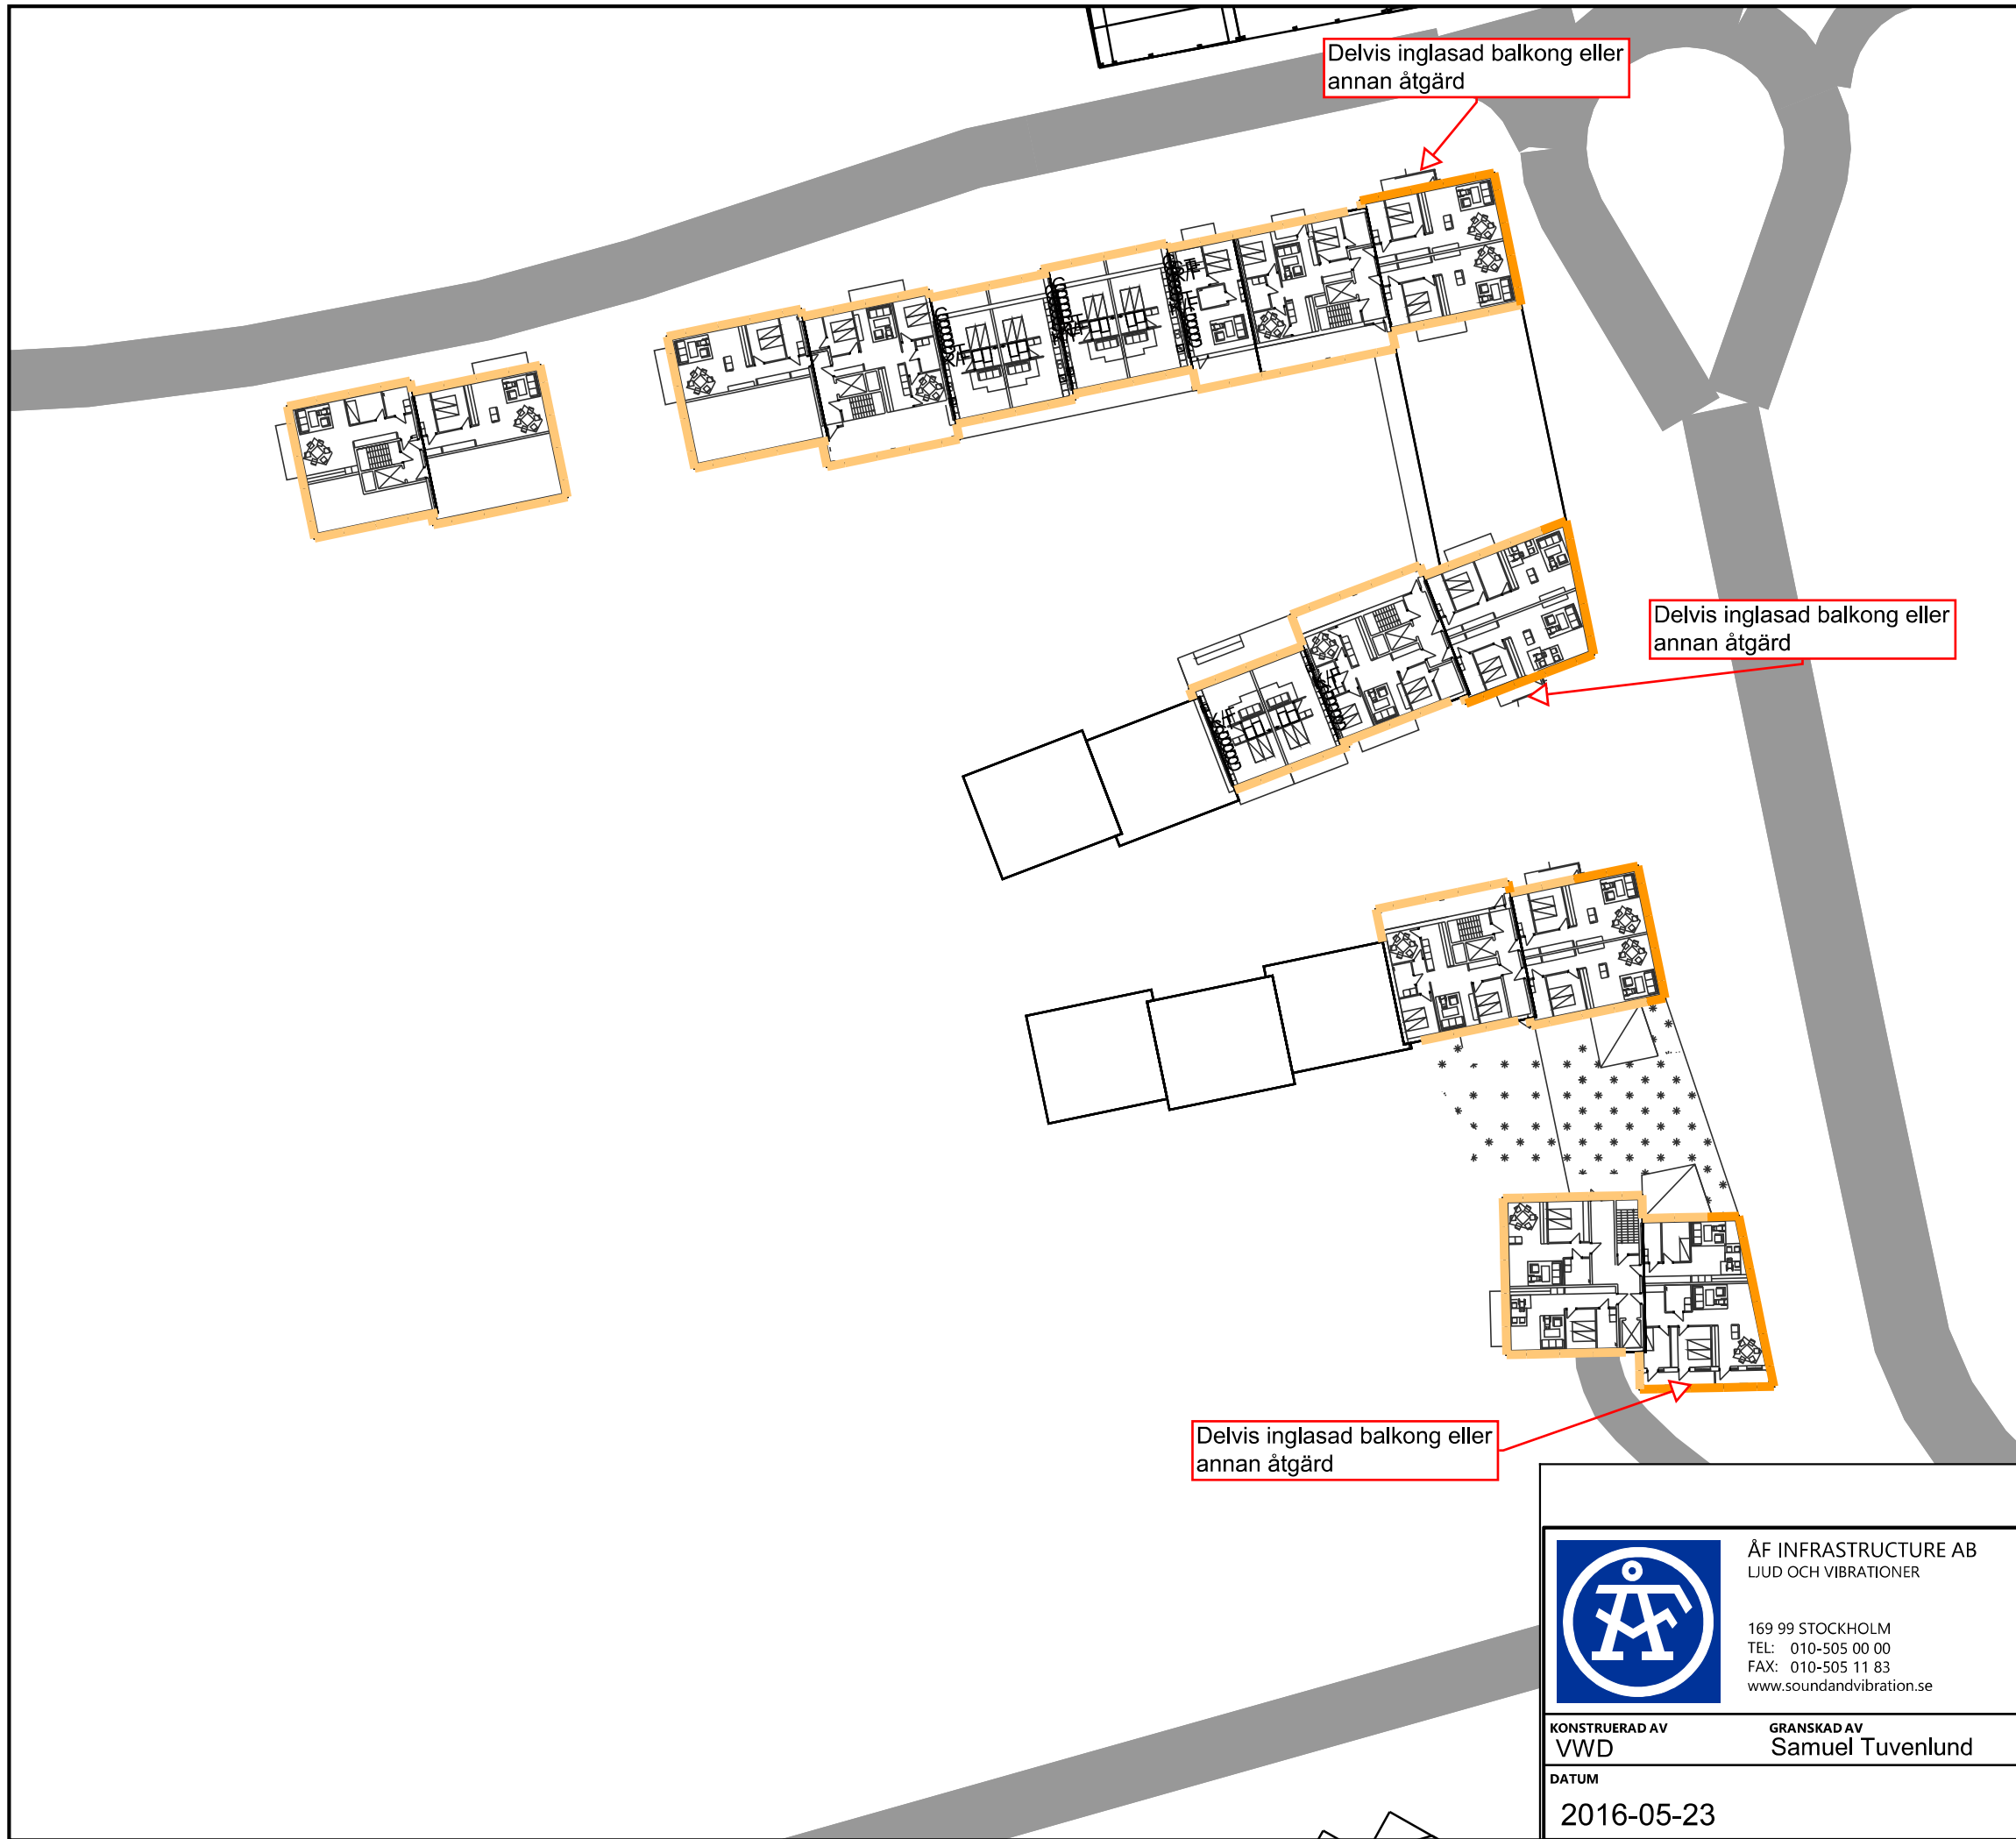 Delvis inglasad balkong eller
annan åtgärd
Delvis inglasad balkong eller
annan åtgärd
Delvis inglasad balkong eller
annan åtgärd
ÅF INFRASTRUCTURE AB
LJUD OCH VIBRATIONER
169 99 STOCKHOLM
TEL: 010-505 00 00
FAX: 010-505 11 83
www.soundandvibration.se
KONSTRUERAD AV
VWD
GRANSKAD AV
Samuel Tuvenlund
DATUM
2016-05-23